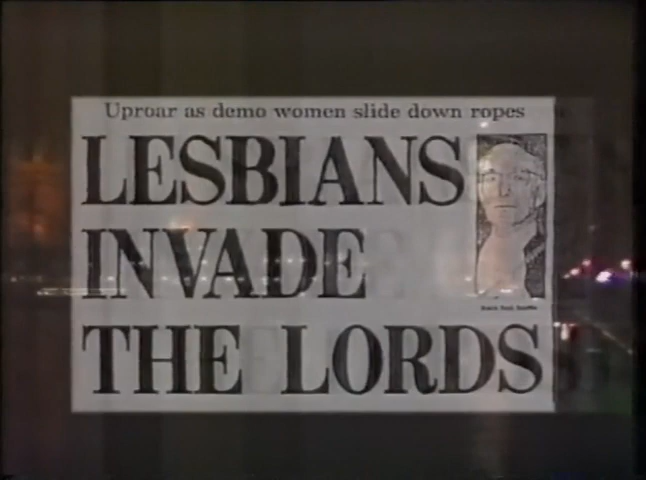 Uproar as demo women slide down ropes
LESBIANS
INVADE
THE LORDS